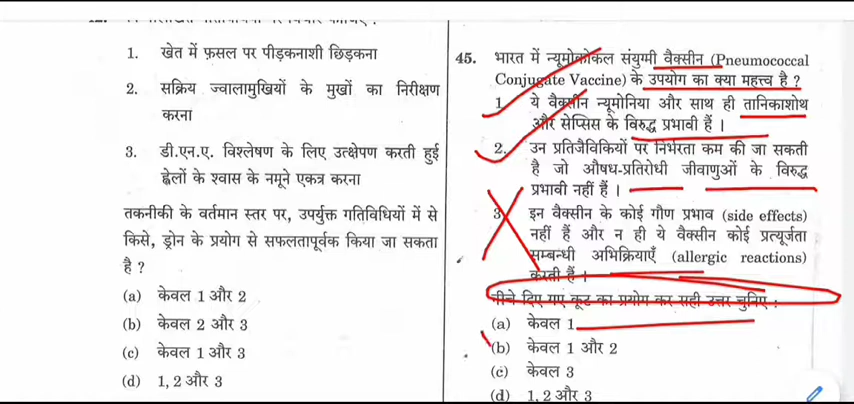 1. खेत में फ़सल पर पीड़कनाशी छिड़कना
2. सक्रिय ज्वालामुखियों के मुखों का निरीक्षण
करना
3. डी.एन.ए. विश्लेषण के लिए उत्क्षेपण करती हुई
ह्वेलों के श्वास के नमूने एकत्र करना
तकनीकी के वर्तमान स्तर पर, उपर्युक्त गतिविधियों में से
किसे, ड्रोन के प्रयोग से सफलतापूर्वक किया जा सकता
है ?
(a) केवल 1 और 2
(b) केवल 2 और 3
(c) केवल 1 और 3
(d) 1, 2 और 3
45. भारत में न्यूमोकोकल संयुग्मी वैक्सीन (Pneumococcal
Conjugate Vaccine) के उपयोग का क्या महत्त्व है ?
1. ये वैक्सीन न्यूमोनिया और साथ ही तानिकाशोथ
और सेप्सिस के विरुद्ध प्रभावी हैं ।
2. उन प्रतिजैविकियों पर निर्भरता कम की जा सकती
है जो औषध-प्रतिरोधी जीवाणुओं के विरुद्ध
प्रभावी नहीं हैं ।
3. इन वैक्सीन के कोई गौण प्रभाव (side effects)
नहीं हैं और न ही ये वैक्सीन कोई प्रत्यूर्जता
सम्बन्धी अभिक्रियाएँ (allergic reactions)
करती हैं ।
नीचे दिए गए कूट का प्रयोग कर सही उत्तर चुनिए :
(a) केवल 1
(b) केवल 1 और 2
(c) केवल 3
(d) 1, 2 और 3